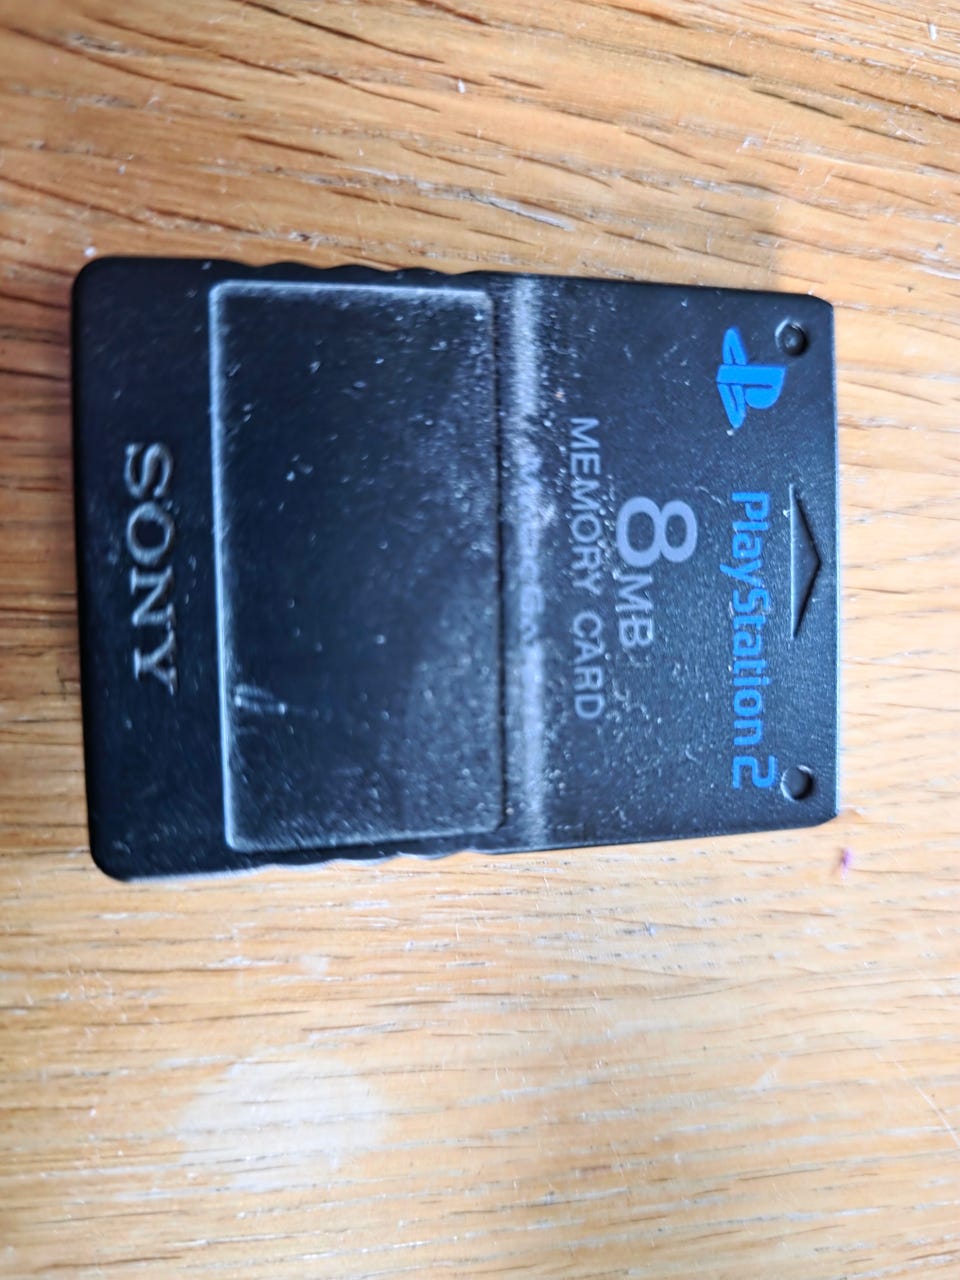 PlayStation 2
8MB
MEMORY CARD
SONY